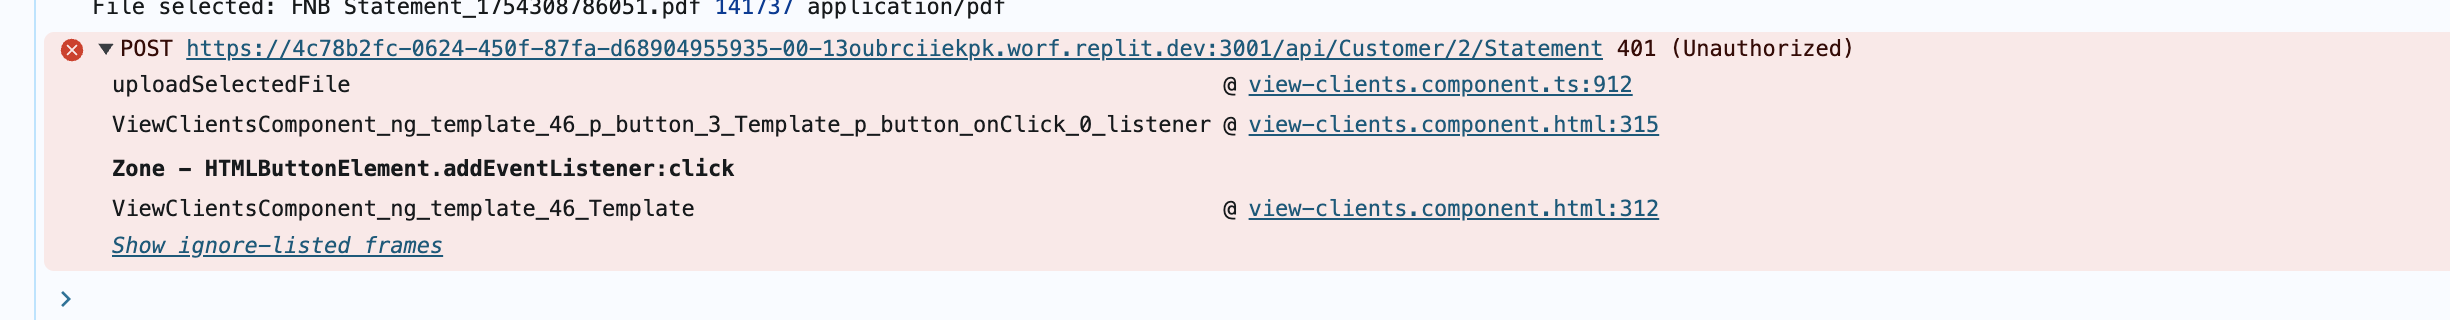 File selected: FNB Statement_1754308786051.pdf 141737 application/pdf
▼ POST https://4c78b2fc-0624-450f-87fa-d68904955935-00-13oubrciiekpk.worf.replit.dev:3001/api/Customer/2/Statement 401 (Unauthorized)
uploadSelectedFile @ view-clients.component.ts:912
ViewClientsComponent_ng_template_46_p_button_3_Template_p_button_onClick_0_listener @ view-clients.component.html:315
Zone - HTMLButtonElement.addEventListener:click
ViewClientsComponent_ng_template_46_Template @ view-clients.component.html:312
Show ignore-listed frames